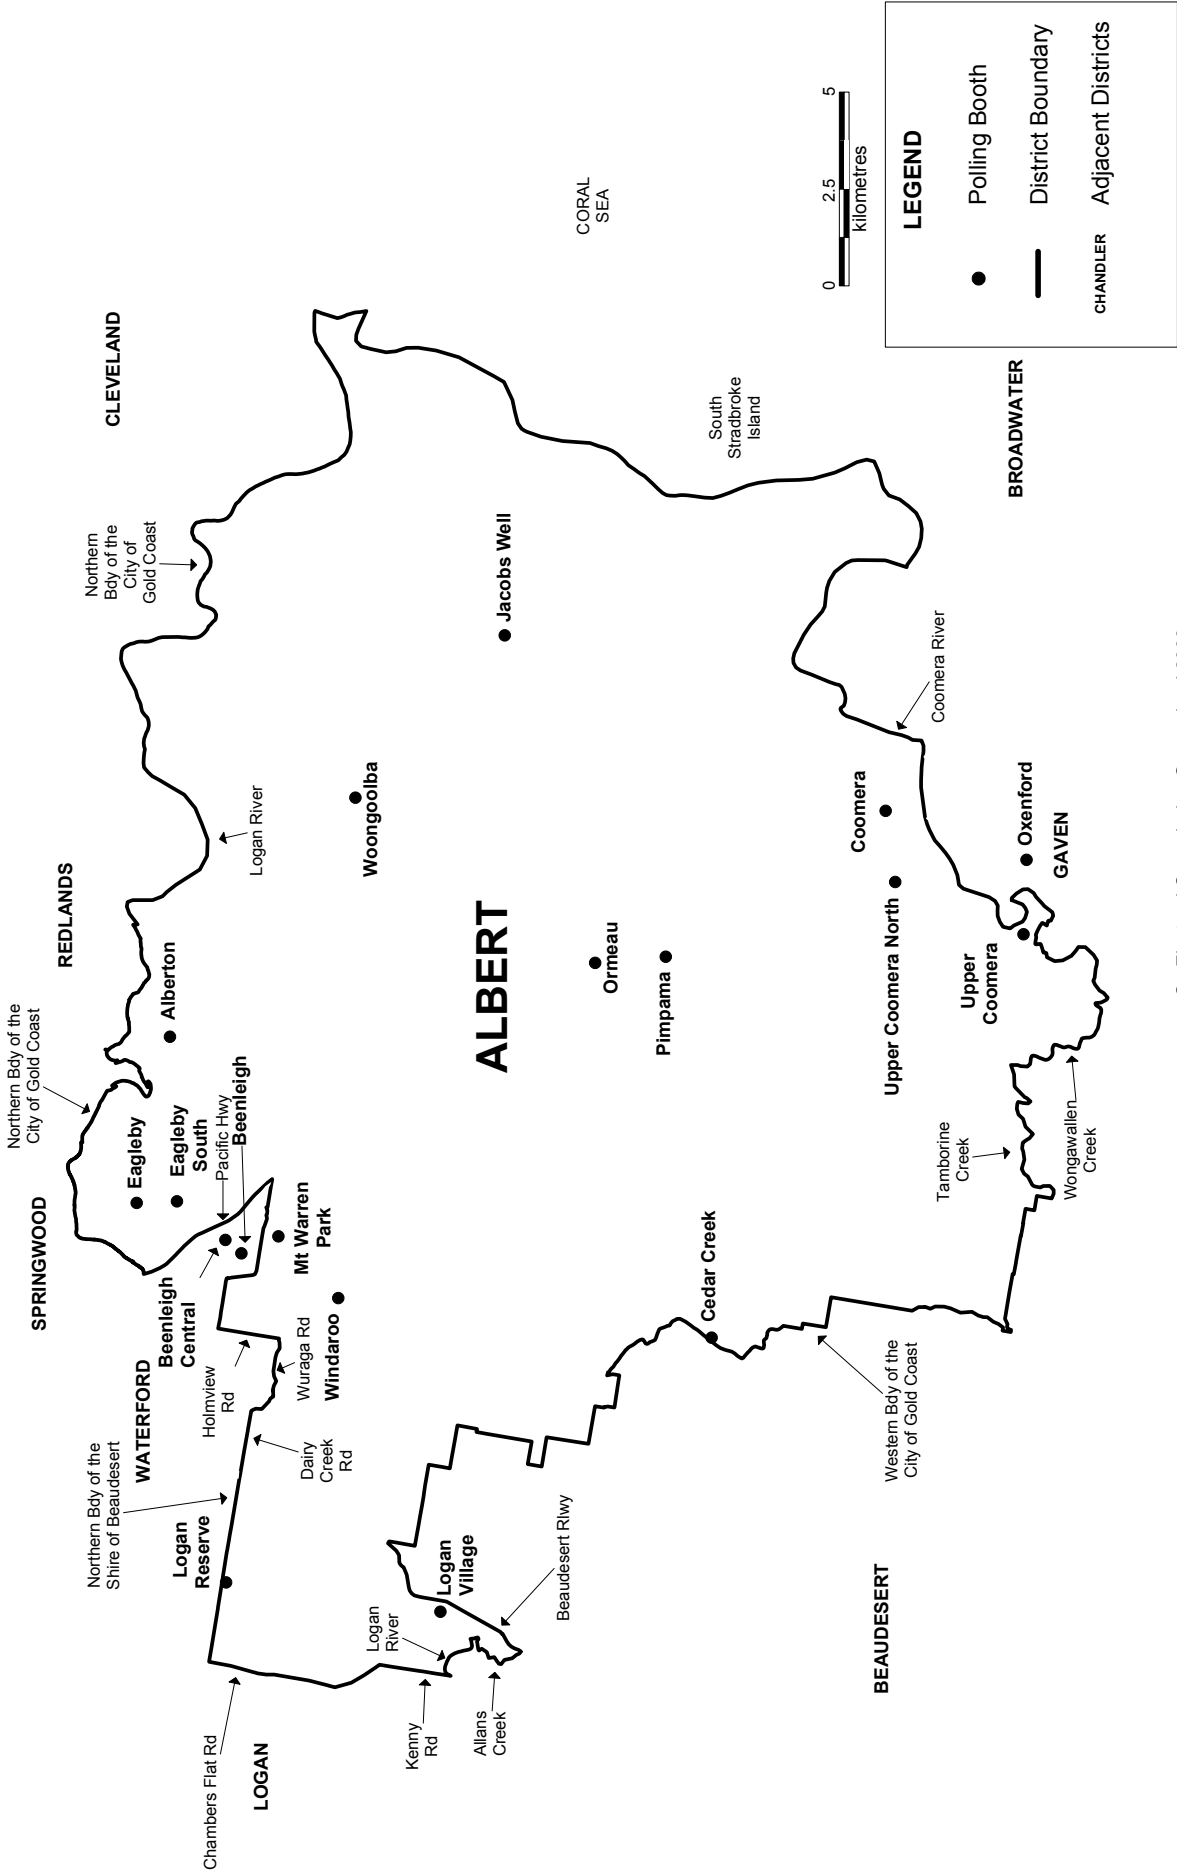 CLEVELAND
Northern
Bdy of the
City of
Gold Coast
REDLANDS
Northern Bdy of the
City of Gold Coast
SPRINGWOOD
WATERFORD
Northern Bdy of the
Shire of Beaudesert
Chambers Flat Rd
LOGAN
Alberton
Eagleby
Eagleby
South
Pacific Hwy
Beenleigh
Beenleigh
Central
Mt Warren
Park
Holmview
Rd
Wuraga Rd
Windaroo
Dairy
Creek
Rd
Logan
Reserve
Logan River
Woongoolba
Jacobs Well
CORAL
SEA
South
Stradbroke
Island
ALBERT
Ormeau
Pimpama
Logan
River
Logan
Village
Kenny
Rd
Allans
Creek
Beaudesert Rlwy
Cedar Creek
Western Bdy of the
City of Gold Coast
BEAUDESERT
Coomera
Upper Coomera North
Coomera River
Upper
Coomera
Oxenford
GAVEN
BROADWATER
Tamborine
Creek
Wongawallen
Creek
0 2.5 5
kilometres
LEGEND
Polling Booth
District Boundary
CHANDLER Adjacent Districts